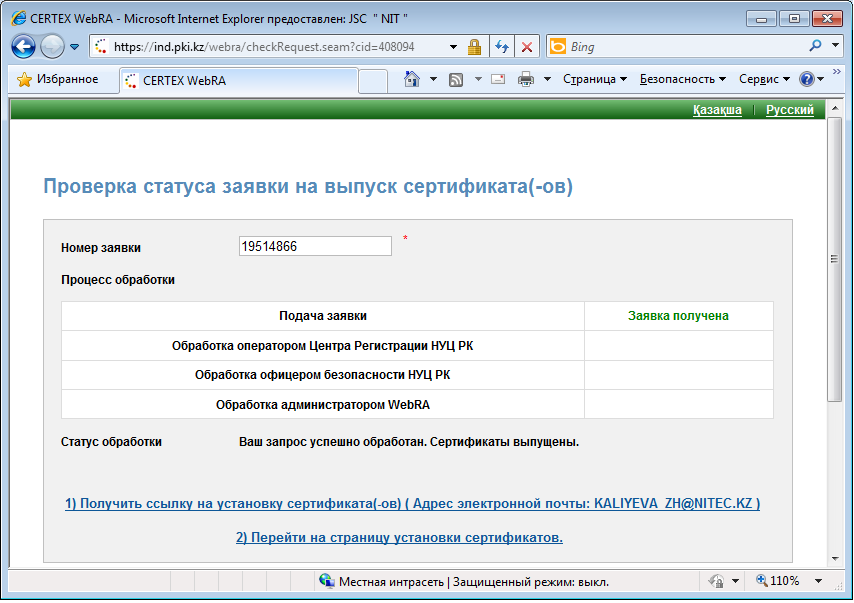 CERTEX WebRA - Microsoft Internet Explorer предоставлен: JSC " NIT "
https://ind.pki.kz/webra/checkRequest.seam?cid=408094
Bing
Избранное
CERTEX WebRA
Страница
Безопасность
Сервис
Қазақша | Русский
Проверка статуса заявки на выпуск сертификата(-ов)
Номер заявки 19514866 *
Процесс обработки
Подача заявки Заявка получена
Обработка оператором Центра Регистрации НУЦ РК
Обработка офицером безопасности НУЦ РК
Обработка администратором WebRA
Статус обработки Ваш запрос успешно обработан. Сертификаты выпущены.
1) Получить ссылку на установку сертификата(-ов) ( Адрес электронной почты: KALIYEVA_ZH@NITEC.KZ )
2) Перейти на страницу установки сертификатов.
Местная интрасеть | Защищенный режим: выкл.
110%